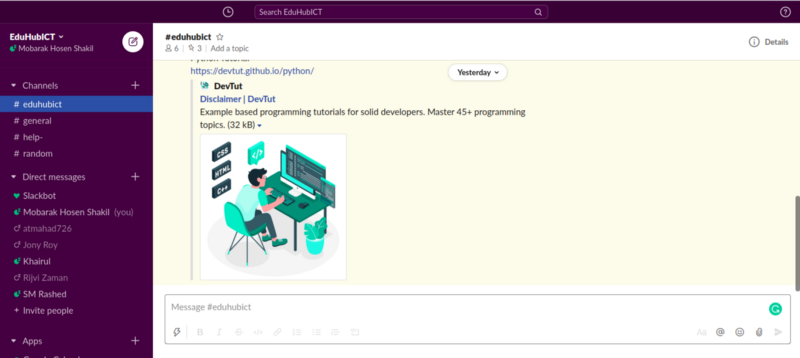 Search EduHubICT
EduHubICT
Mobarak Hosen Shakil
Channels
# eduhubict
# general
# help-
# random
Direct messages
Slackbot
Mobarak Hosen Shakil (you)
atmahad726
Jony Roy
Khairul
Rijvi Zaman
SM Rashed
+ Invite people
Apps
#eduhubict
6 | 3 | Add a topic
Details
Python Tutorial
https://devtut.github.io/python/
Yesterday
DevTut
Disclaimer | DevTut
Example based programming tutorials for solid developers. Master 45+ programming
topics. (32 kB)
CSS
HTML
C++
</>
Message #eduhubict
B I S </>
Aa @